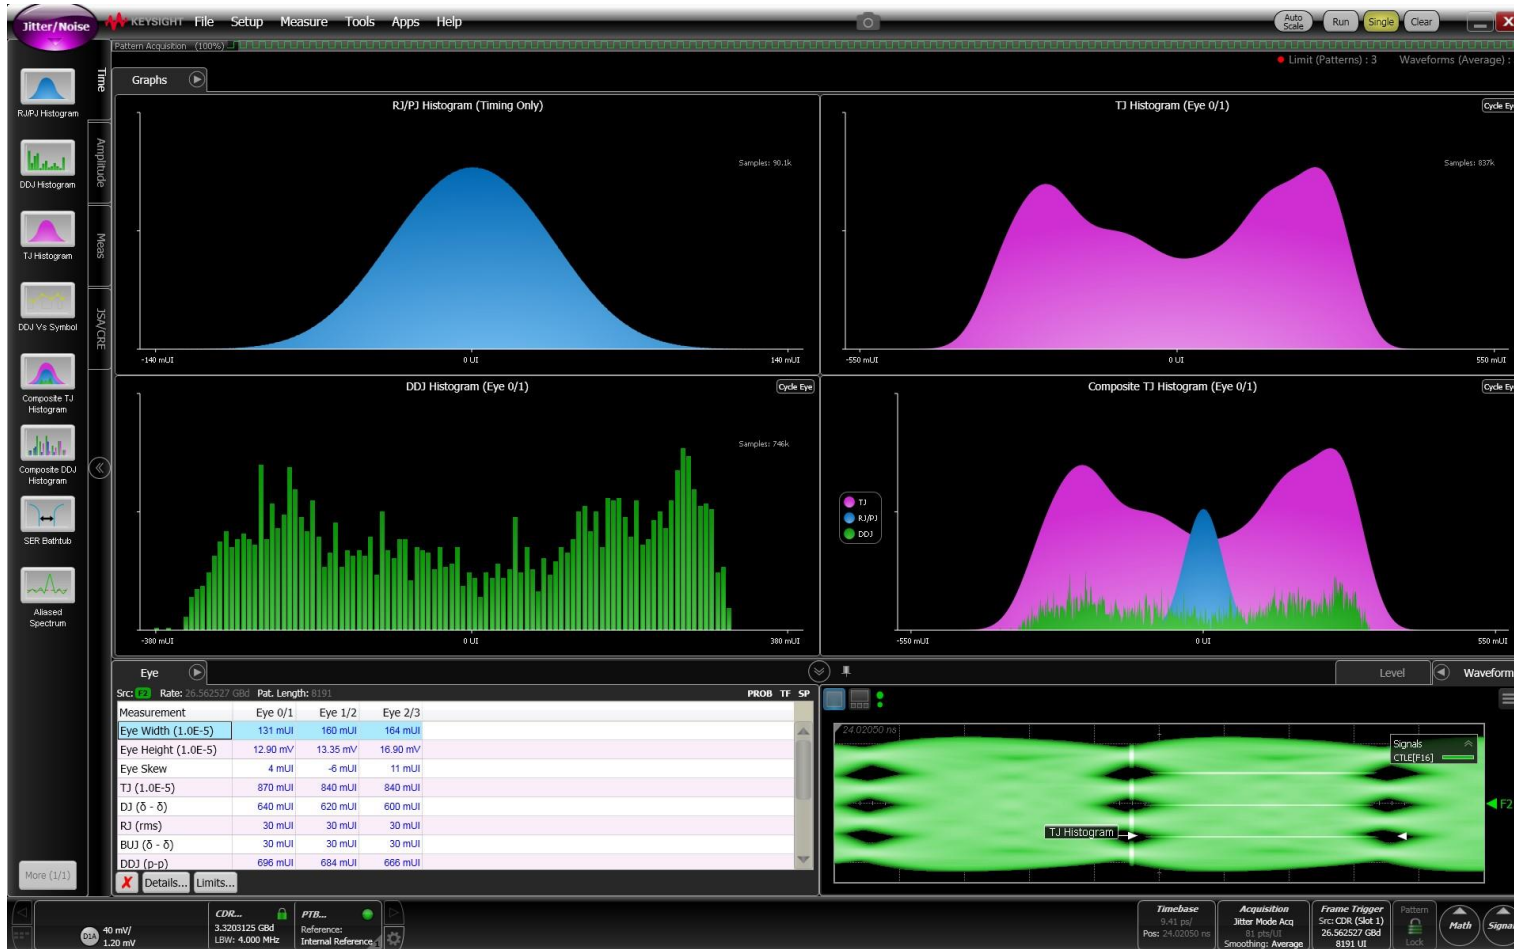 Jitter/Noise
KEYSIGHT File Setup Measure Tools Apps Help
Auto Scale Run Single Clear
Pattern Acquisition (100%)
Limit (Patterns) : 3 Waveforms (Average) :
Graphs
RJ/PJ Histogram
DDJ Histogram
TJ Histogram
DDJ Vs Symbol
Composite TJ
Histogram
Composite DDJ
Histogram
SER Bathtub
Aliased
Spectrum
More (1/1)
Time
Amplitude
Meas
JSA/CRE
RJ/PJ Histogram (Timing Only)
Samples: 90.1k
-140 mUI 0 UI 140 mUI
TJ Histogram (Eye 0/1)
Cycle Eye
Samples: 837k
-550 mUI 0 UI 550 mUI
DDJ Histogram (Eye 0/1)
Cycle Eye
Samples: 746k
-380 mUI 0 UI 380 mUI
Composite TJ Histogram (Eye 0/1)
Cycle Eye
TJ
RJ/PJ
DDJ
-550 mUI 0 UI 550 mUI
Eye
Src: F2 Rate: 26.562527 GBd Pat. Length: 8191 PROB TF SP
Measurement Eye 0/1 Eye 1/2 Eye 2/3
Eye Width (1.0E-5) 131 mUI 160 mUI 164 mUI
Eye Height (1.0E-5) 12.90 mV 13.35 mV 16.90 mV
Eye Skew 4 mUI -6 mUI 11 mUI
TJ (1.0E-5) 870 mUI 840 mUI 840 mUI
DJ (δ - δ) 640 mUI 620 mUI 600 mUI
RJ (rms) 30 mUI 30 mUI 30 mUI
BUJ (δ - δ) 30 mUI 30 mUI 30 mUI
DDJ (p-p) 696 mUI 684 mUI 666 mUI
Details... Limits...
Level Waveform
24.02050 ns
Signals
CTLE[F16]
F2
TJ Histogram
D1A 40 mV/
1.20 mV
CDR...
3.3203125 GBd
LBW: 4.000 MHz
PTB...
Reference:
Internal Reference
Timebase
9.41 ps/
Pos: 24.02050 ns
Acquisition
Jitter Mode Acq
81 pts/UI
Smoothing: Average
Frame Trigger
Src: CDR (Slot 1)
26.562527 GBd
8191 UI
Pattern
Lock
Math
Signal